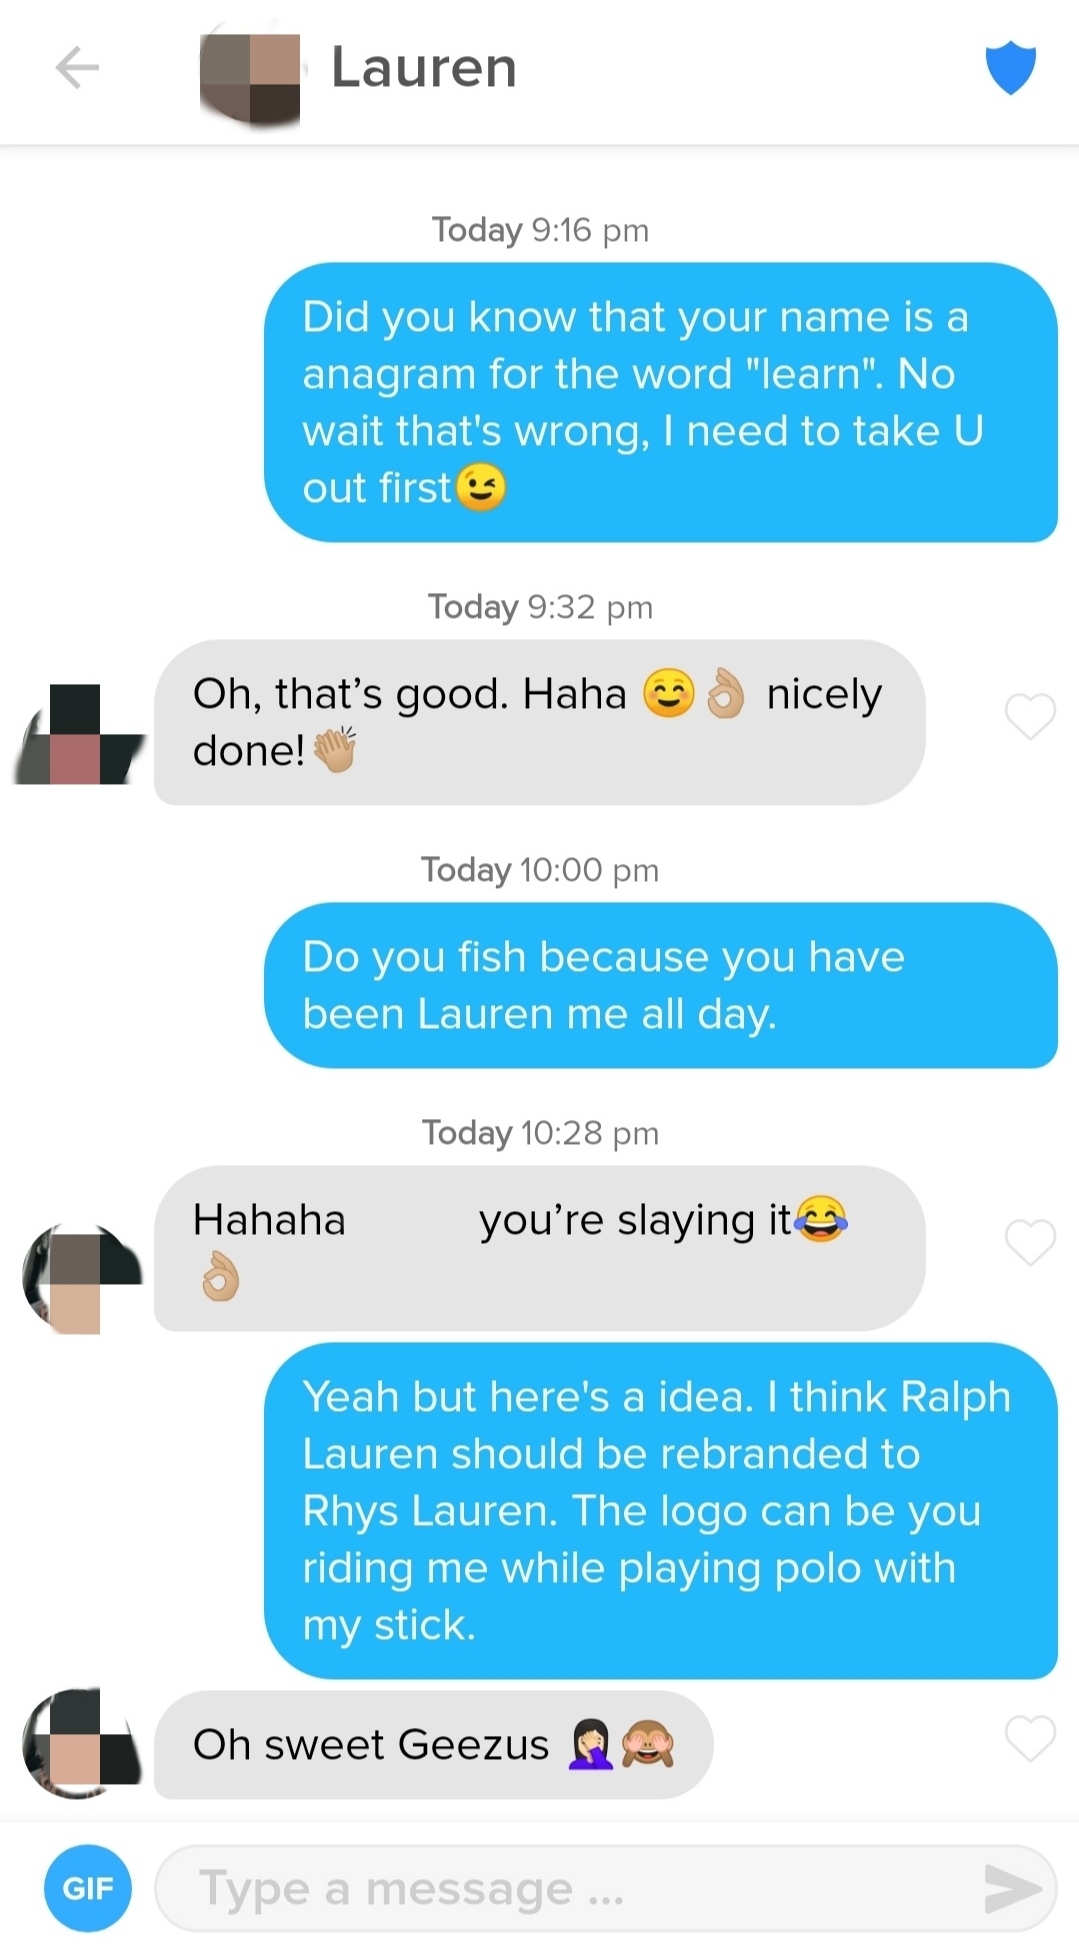 Lauren
Today 9:16 pm
Did you know that your name is a
anagram for the word "learn". No
wait that's wrong, I need to take U
out first😉
Today 9:32 pm
Oh, that’s good. Haha ☺️👌🏼 nicely
done!👏🏼
Today 10:00 pm
Do you fish because you have
been Lauren me all day.
Today 10:28 pm
Hahaha you’re slaying it😂
👌🏼
Yeah but here's a idea. I think Ralph
Lauren should be rebranded to
Rhys Lauren. The logo can be you
riding me while playing polo with
my stick.
Oh sweet Geezus 🤦🏻‍♀️🙈
GIF
Type a message ...